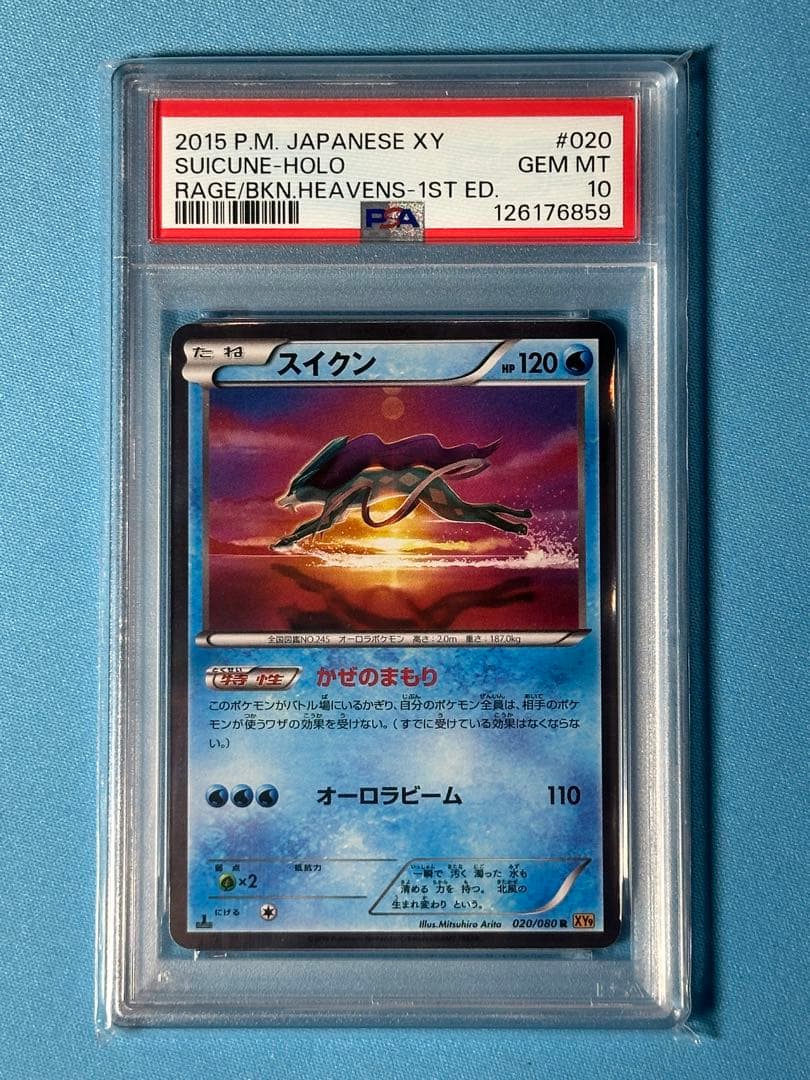 2015 P.M. JAPANESE XY #020
SUICUNE-HOLO GEM MT
RAGE/BKN.HEAVENS-1ST ED. 10
PSA 126176859
たね スイクン HP 120
全国図鑑NO.245 オーロラポケモン 高さ:2.0m 重さ:187.0kg
とくせい
特性 かぜのまもり
このポケモンがバトル場にいるかぎり、自分のポケモン全員は、相手のポケ
モンが使うワザの効果を受けない。(すでに受けている効果はなくならな
い。)
オーロラビーム 110
弱点 抵抗力
×2
にげる
一瞬で 汚く 濁った 水も
清める 力を 持つ。 北風の
生まれ変わり という。
Illus.Mitsuhiro Arita 020/080 R XY9